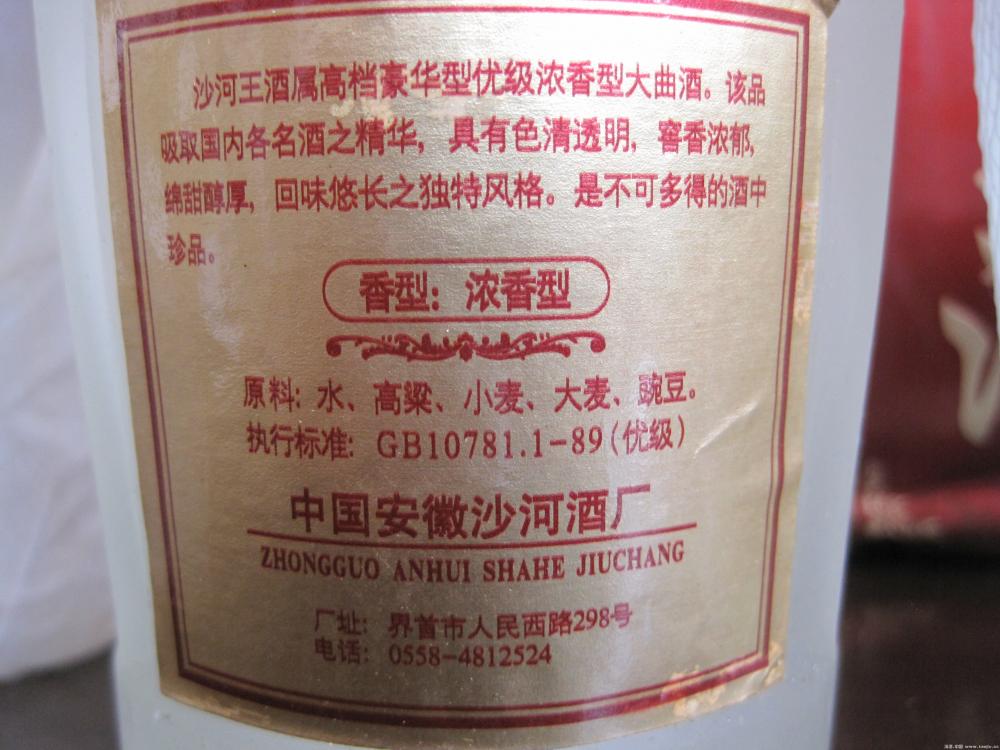 沙河王酒属高档豪华型优级浓香型大曲酒。该品
吸取国内各名酒之精华，具有色清透明，窖香浓郁，
绵甜醇厚，回味悠长之独特风格。是不可多得的酒中
珍品。
香型：浓香型
原料：水、高粱、小麦、大麦、豌豆。
执行标准：GB10781.1-89(优级)
中国安徽沙河酒厂
ZHONGGUO ANHUI SHAHE JIUCHANG
厂址：界首市人民西路298号
电话：0558-4812524